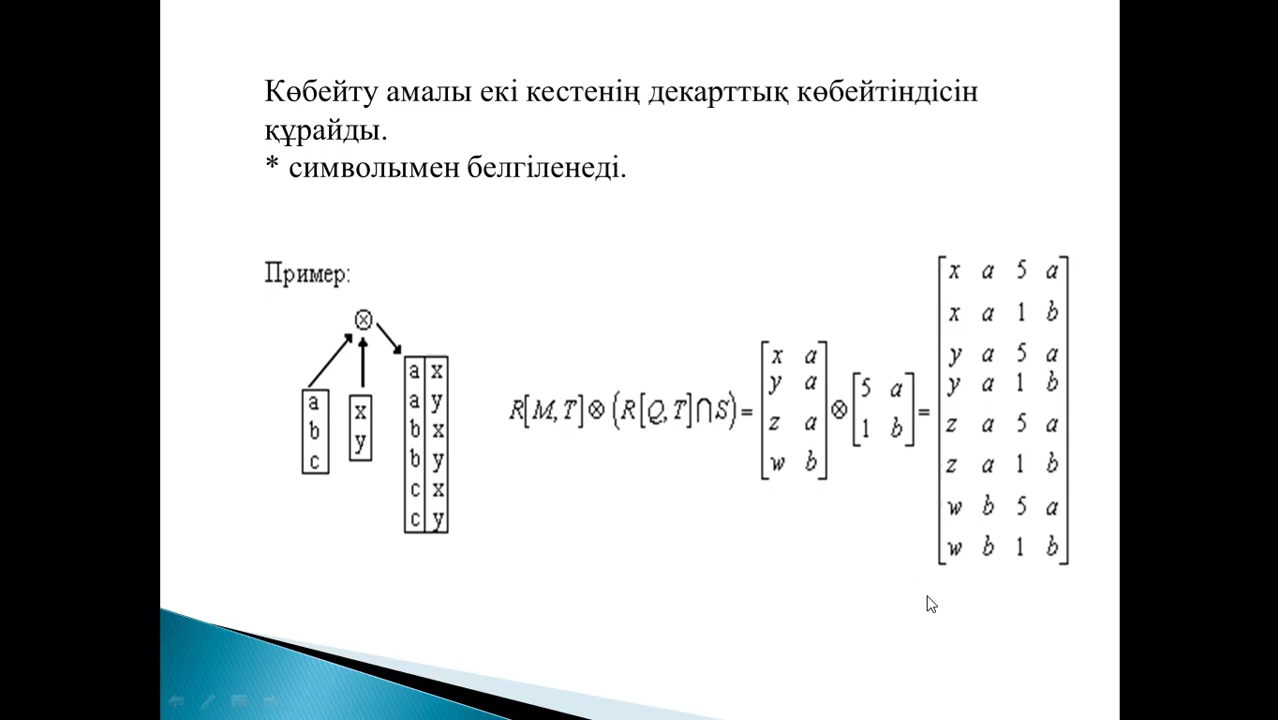 Көбейту амалы екі кестенің декарттық көбейтіндісін
құрайды.
* символымен белгіленеді.
Пример:
⊗
a
b
c
x
y
a x
a y
b x
b y
c x
c y
R[M,T]⊗(R[Q,T]⋂S)=
x a
y a
z a
w b
⊗
5 a
1 b
=
x a 5 a
x a 1 b
y a 5 a
y a 1 b
z a 5 a
z a 1 b
w b 5 a
w b 1 b